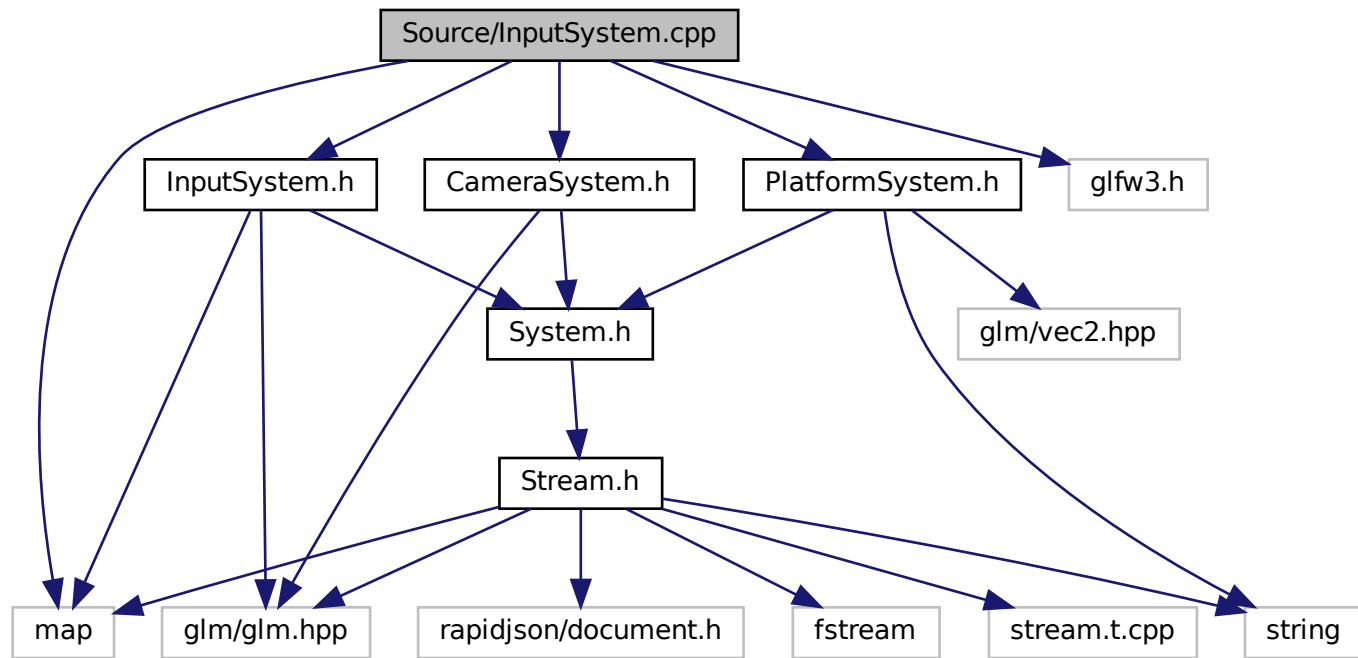 Source/InputSystem.cpp
InputSystem.h
CameraSystem.h
PlatformSystem.h
glfw3.h
System.h
glm/vec2.hpp
Stream.h
map
glm/glm.hpp
rapidjson/document.h
fstream
stream.t.cpp
string